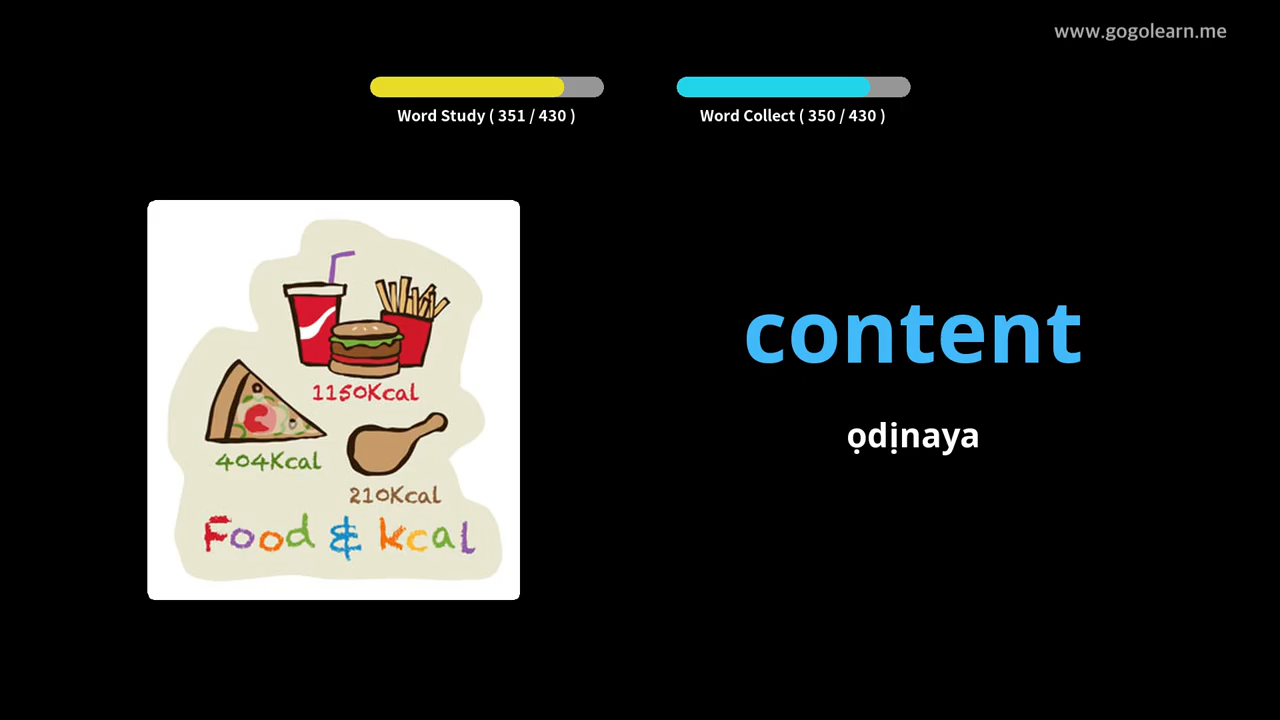 www.gogolearn.me
Word Study ( 351 / 430 )
Word Collect ( 350 / 430 )
1150Kcal
404Kcal
210Kcal
Food & kcal
content
ọdịnaya